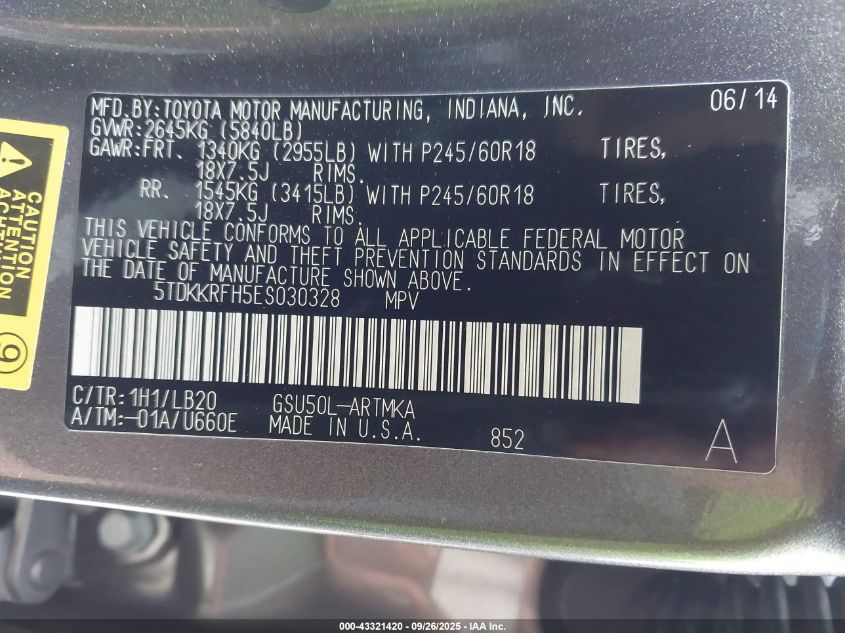 MFD. BY: TOYOTA MOTOR MANUFACTURING, INDIANA, INC. 06/14
GVWR: 2645KG (5840LB)
GAWR: FRT. 1340KG (2955LB) WITH P245/60R18 TIRES,
18X7.5J RIMS.
RR. 1545KG (3415LB) WITH P245/60R18 TIRES,
18X7.5J RIMS.
THIS VEHICLE CONFORMS TO ALL APPLICABLE FEDERAL MOTOR
VEHICLE SAFETY AND THEFT PREVENTION STANDARDS IN EFFECT ON
THE DATE OF MANUFACTURE SHOWN ABOVE.
5TDKKRFH5ES030328 MPV
C/TR: 1H1/LB20 GSU50L-ARTMKA
A/TM: -01A/U660E MADE IN U.S.A. 852 A
CAUTION
ATTENTION
ACHTUNG
9
000-43321420 - 09/26/2025 - IAA Inc.